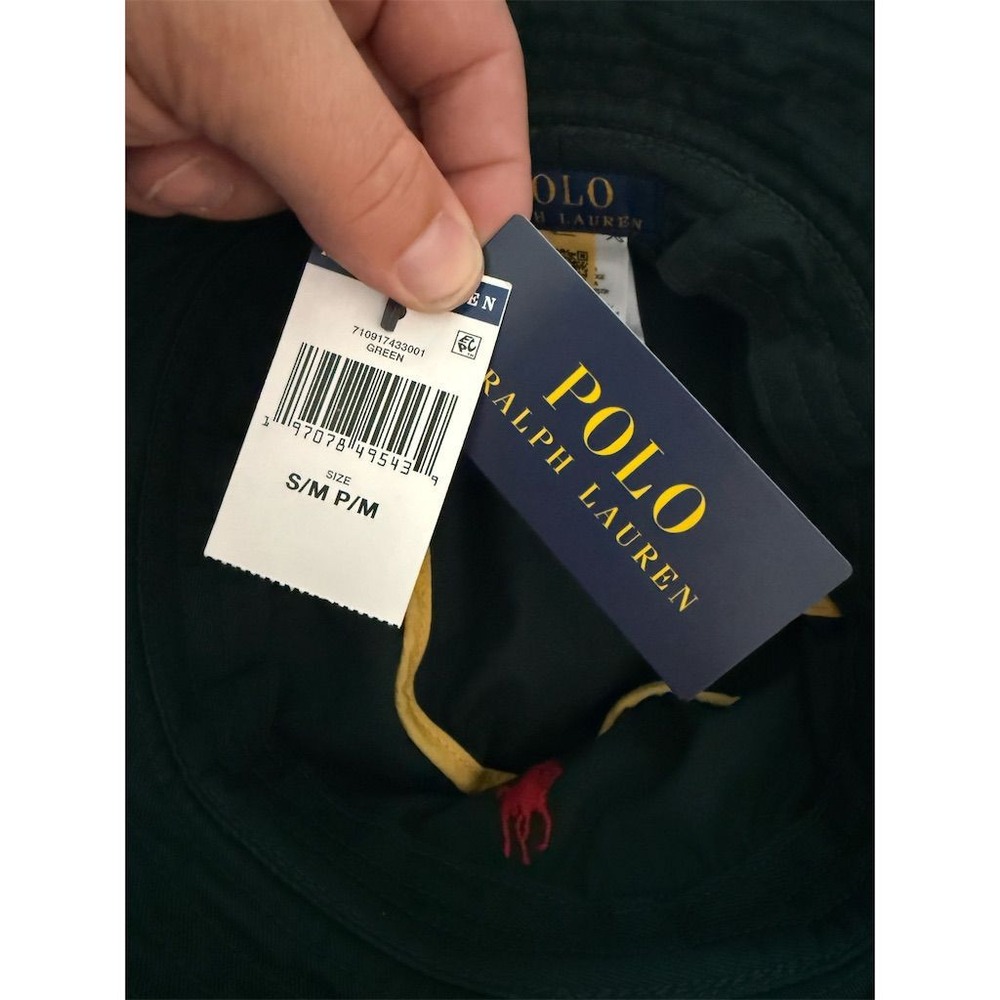 POLO
LAUREN
EN
710917433001
GREEN
1 97078 49543 9
SIZE
S/M P/M
POLO
RALPH LAUREN